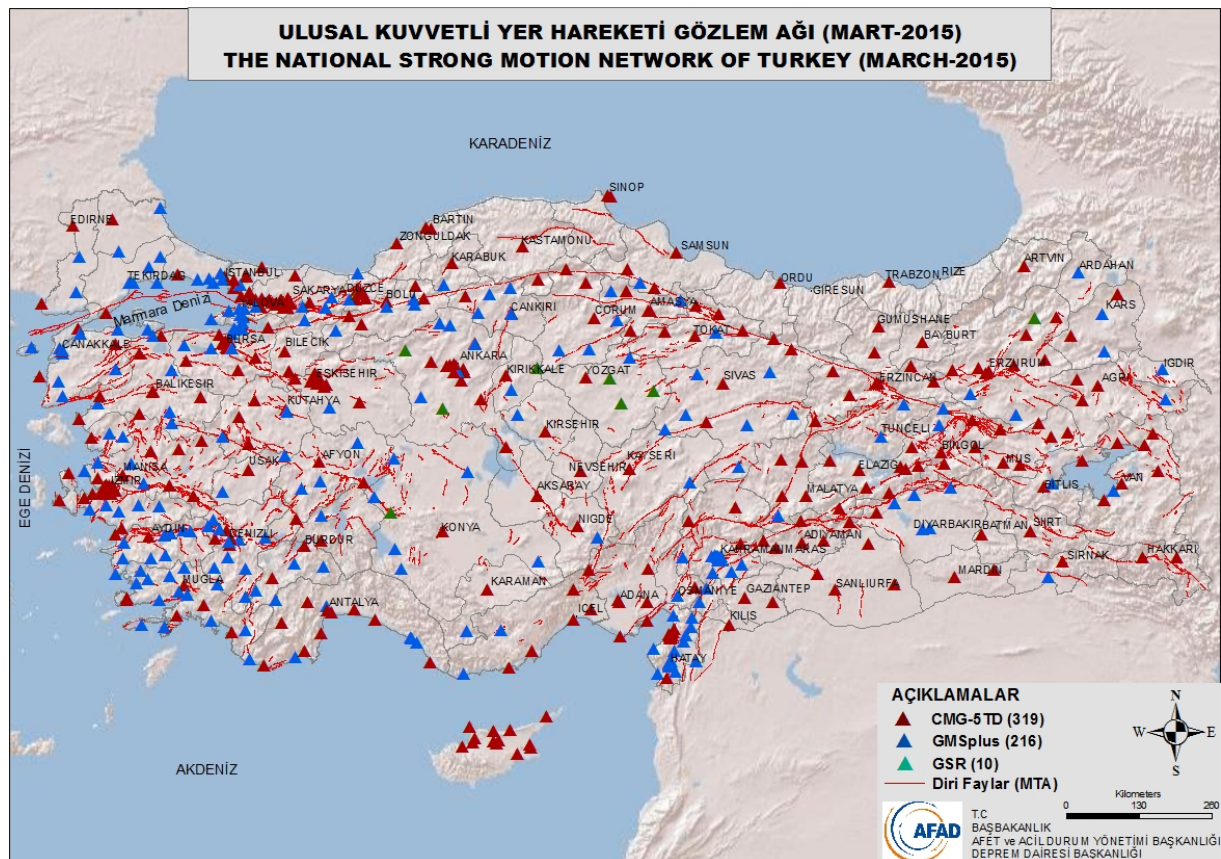 ULUSAL KUVVETLİ YER HAREKETİ GÖZLEM AĞI (MART-2015)
THE NATIONAL STRONG MOTION NETWORK OF TURKEY (MARCH-2015)
KARADENİZ
SINOP
EDIRNE
BARTIN
ZONGULDAK
KASTAMONU
SAMSUN
KARABUK
ARTVIN
ARDAHAN
TEKIRDAG
ISTANBUL
ORDU
TRABZON
RIZE
GIRESUN
SAKARYA
DUZCE
BOLU
CANKIRI
CORUM
AMASYA
KARS
Marmara Denizi
TOKAT
GUMUSHANE
BAYBURT
CANAKKALE
BURSA
BILECIK
ANKARA
KIRIKKALE
YOZGAT
SIVAS
ERZINCAN
ERZURUM
IGDIR
AGRI
BALIKESIR
ESKISEHIR
KUTAHYA
KIRSEHIR
TUNCELI
BINGOL
MANISA
USAK
AFYON
NEVSEHIR
KAYSERI
ELAZIG
MUS
IZMIR
AKSARAY
MALATYA
BITLIS
VAN
EGE DENİZİ
AYDIN
DENIZLI
BURDUR
KONYA
NIGDE
ADIYAMAN
DIYARBAKIR
BATMAN
SIIRT
KAHRAMANMARAS
SIRNAK
HAKKARI
MUGLA
KARAMAN
ADANA
OSMANIYE
GAZIANTEP
SANLIURFA
MARDIN
ANTALYA
ICEL
KILIS
HATAY
AKDENİZ
AÇIKLAMALAR
CMG-5TD (319)
GMSplus (216)
GSR (10)
Diri Faylar (MTA)
N
W
E
S
Kilometers
0 130 260
AFAD
T.C
BAŞBAKANLIK
AFET ve ACİL DURUM YÖNETİMİ BAŞKANLIĞI
DEPREM DAİRESİ BAŞKANLIĞI